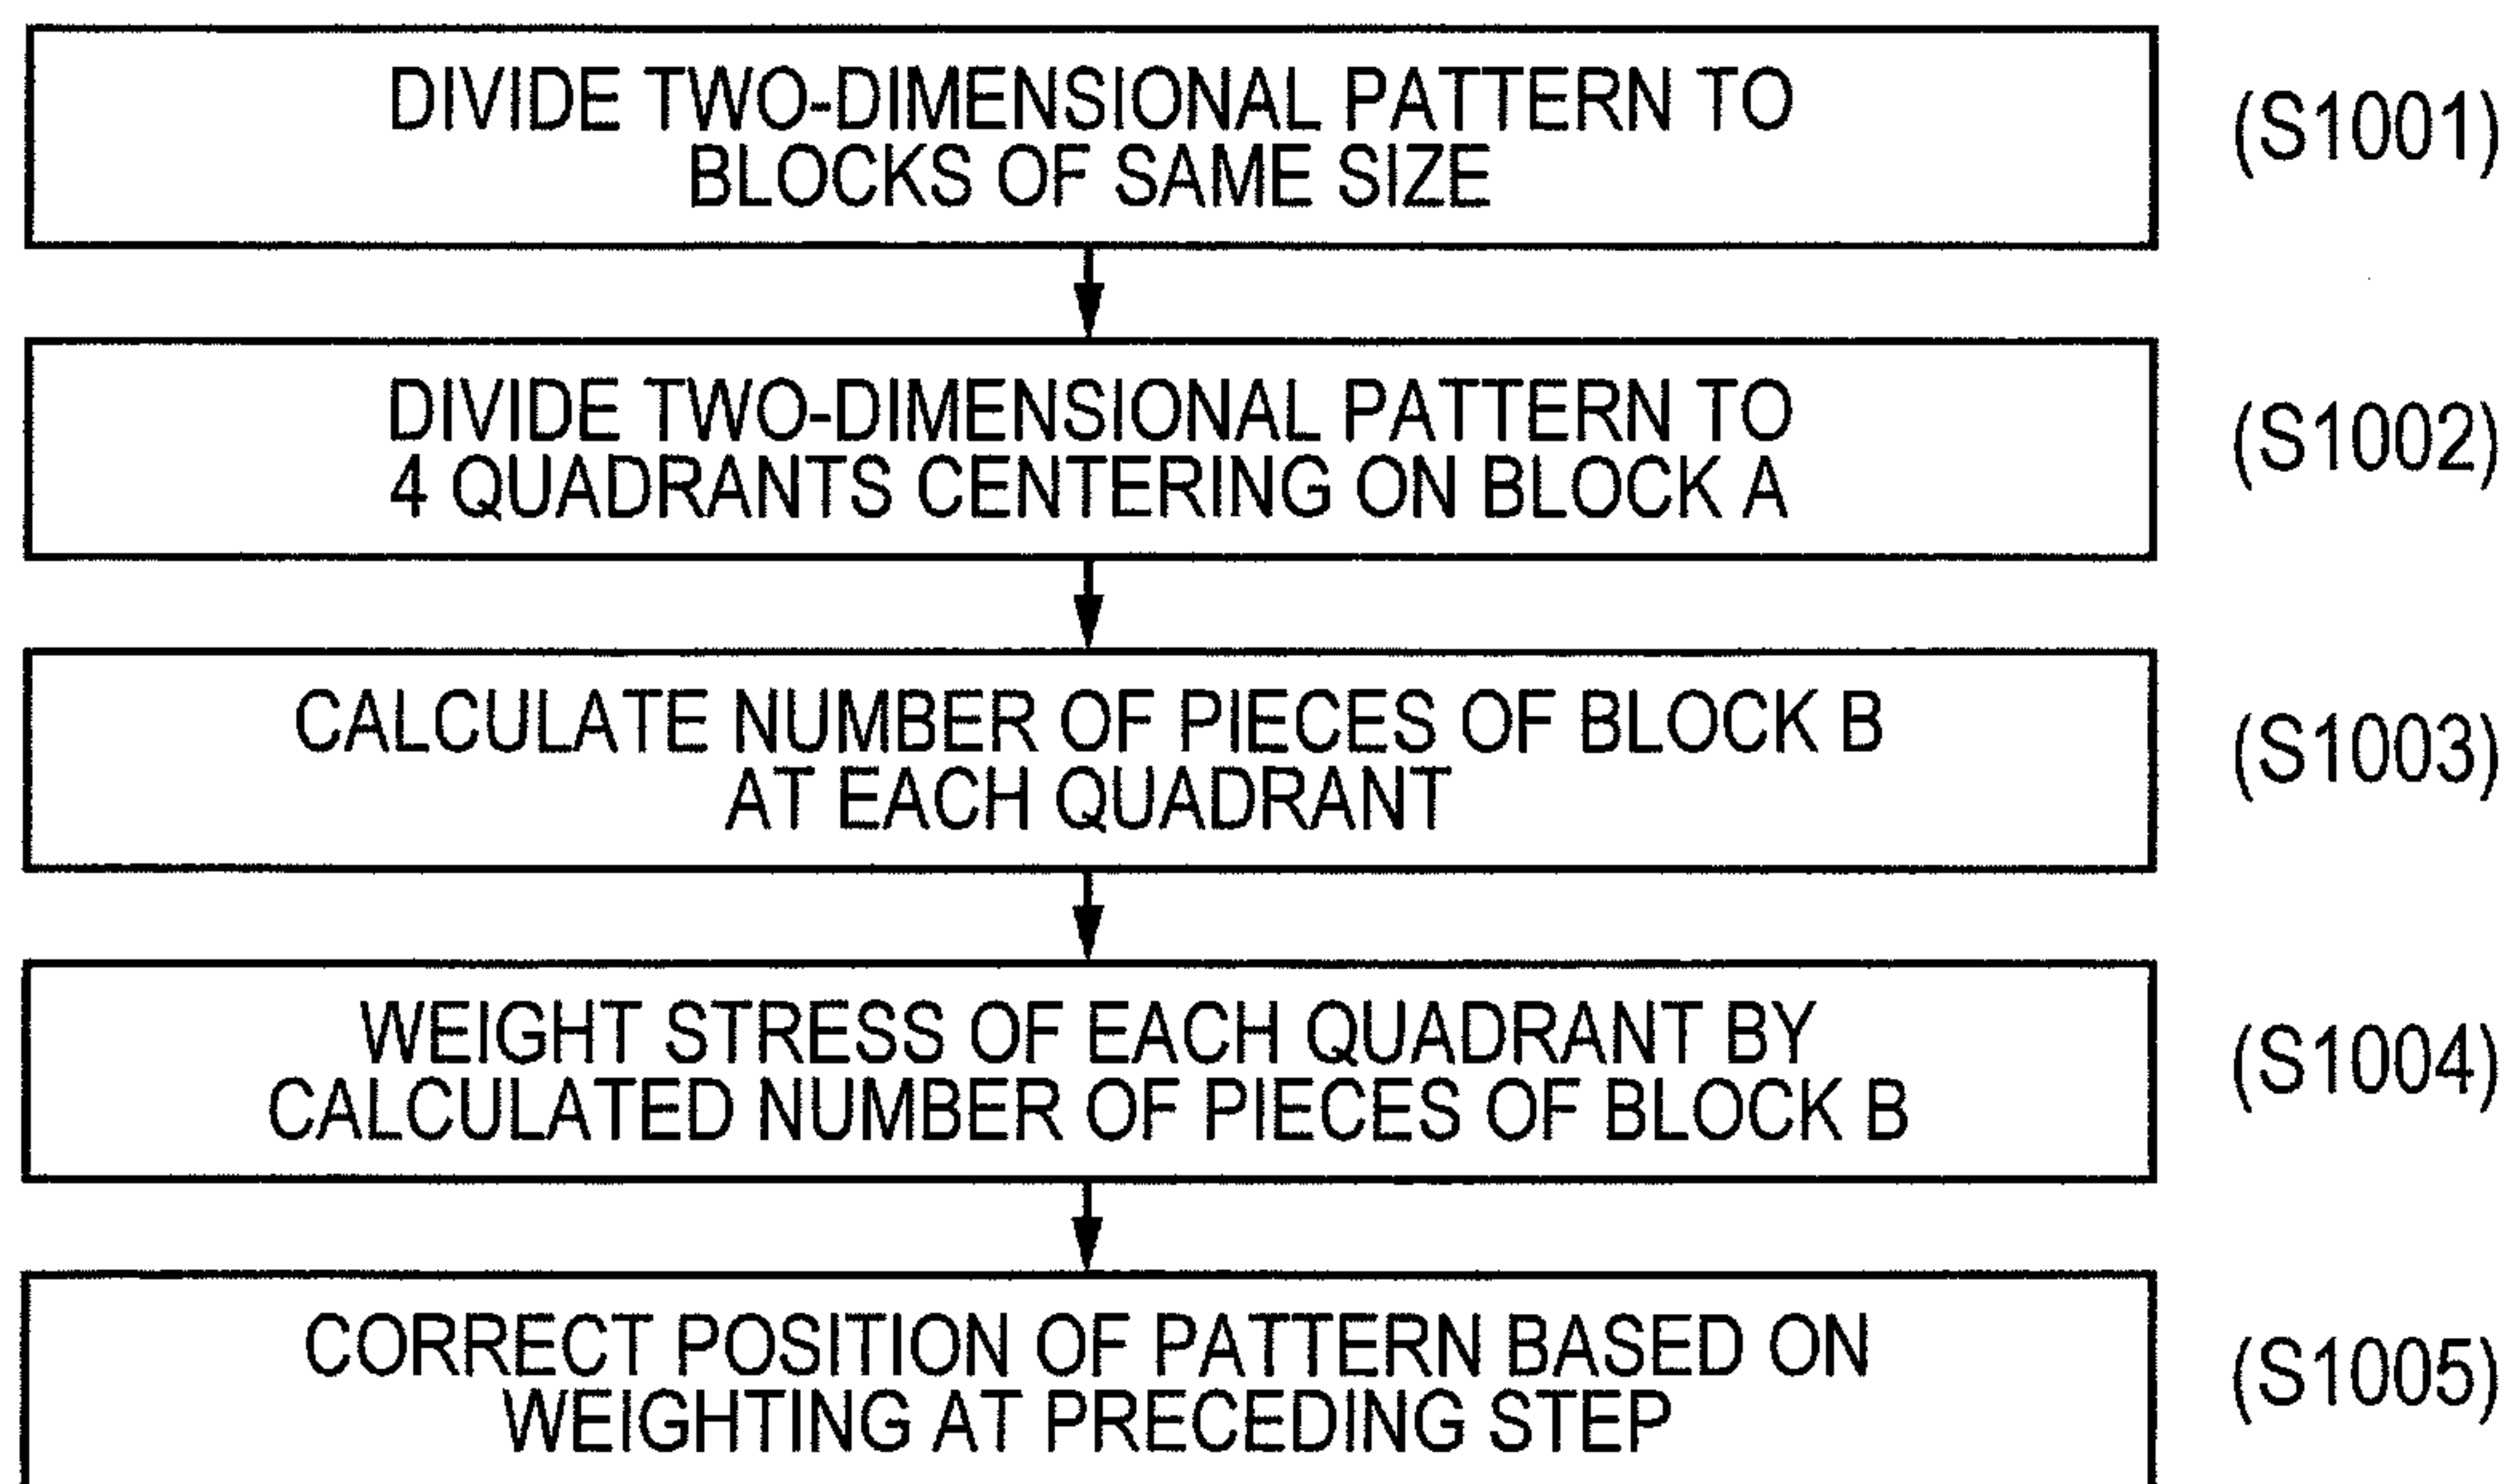 DIVIDE TWO-DIMENSIONAL PATTERN TO
BLOCKS OF SAME SIZE
(S1001)
DIVIDE TWO-DIMENSIONAL PATTERN TO
4 QUADRANTS CENTERING ON BLOCK A
(S1002)
CALCULATE NUMBER OF PIECES OF BLOCK B
AT EACH QUADRANT
(S1003)
WEIGHT STRESS OF EACH QUADRANT BY
CALCULATED NUMBER OF PIECES OF BLOCK B
(S1004)
CORRECT POSITION OF PATTERN BASED ON
WEIGHTING AT PRECEDING STEP
(S1005)